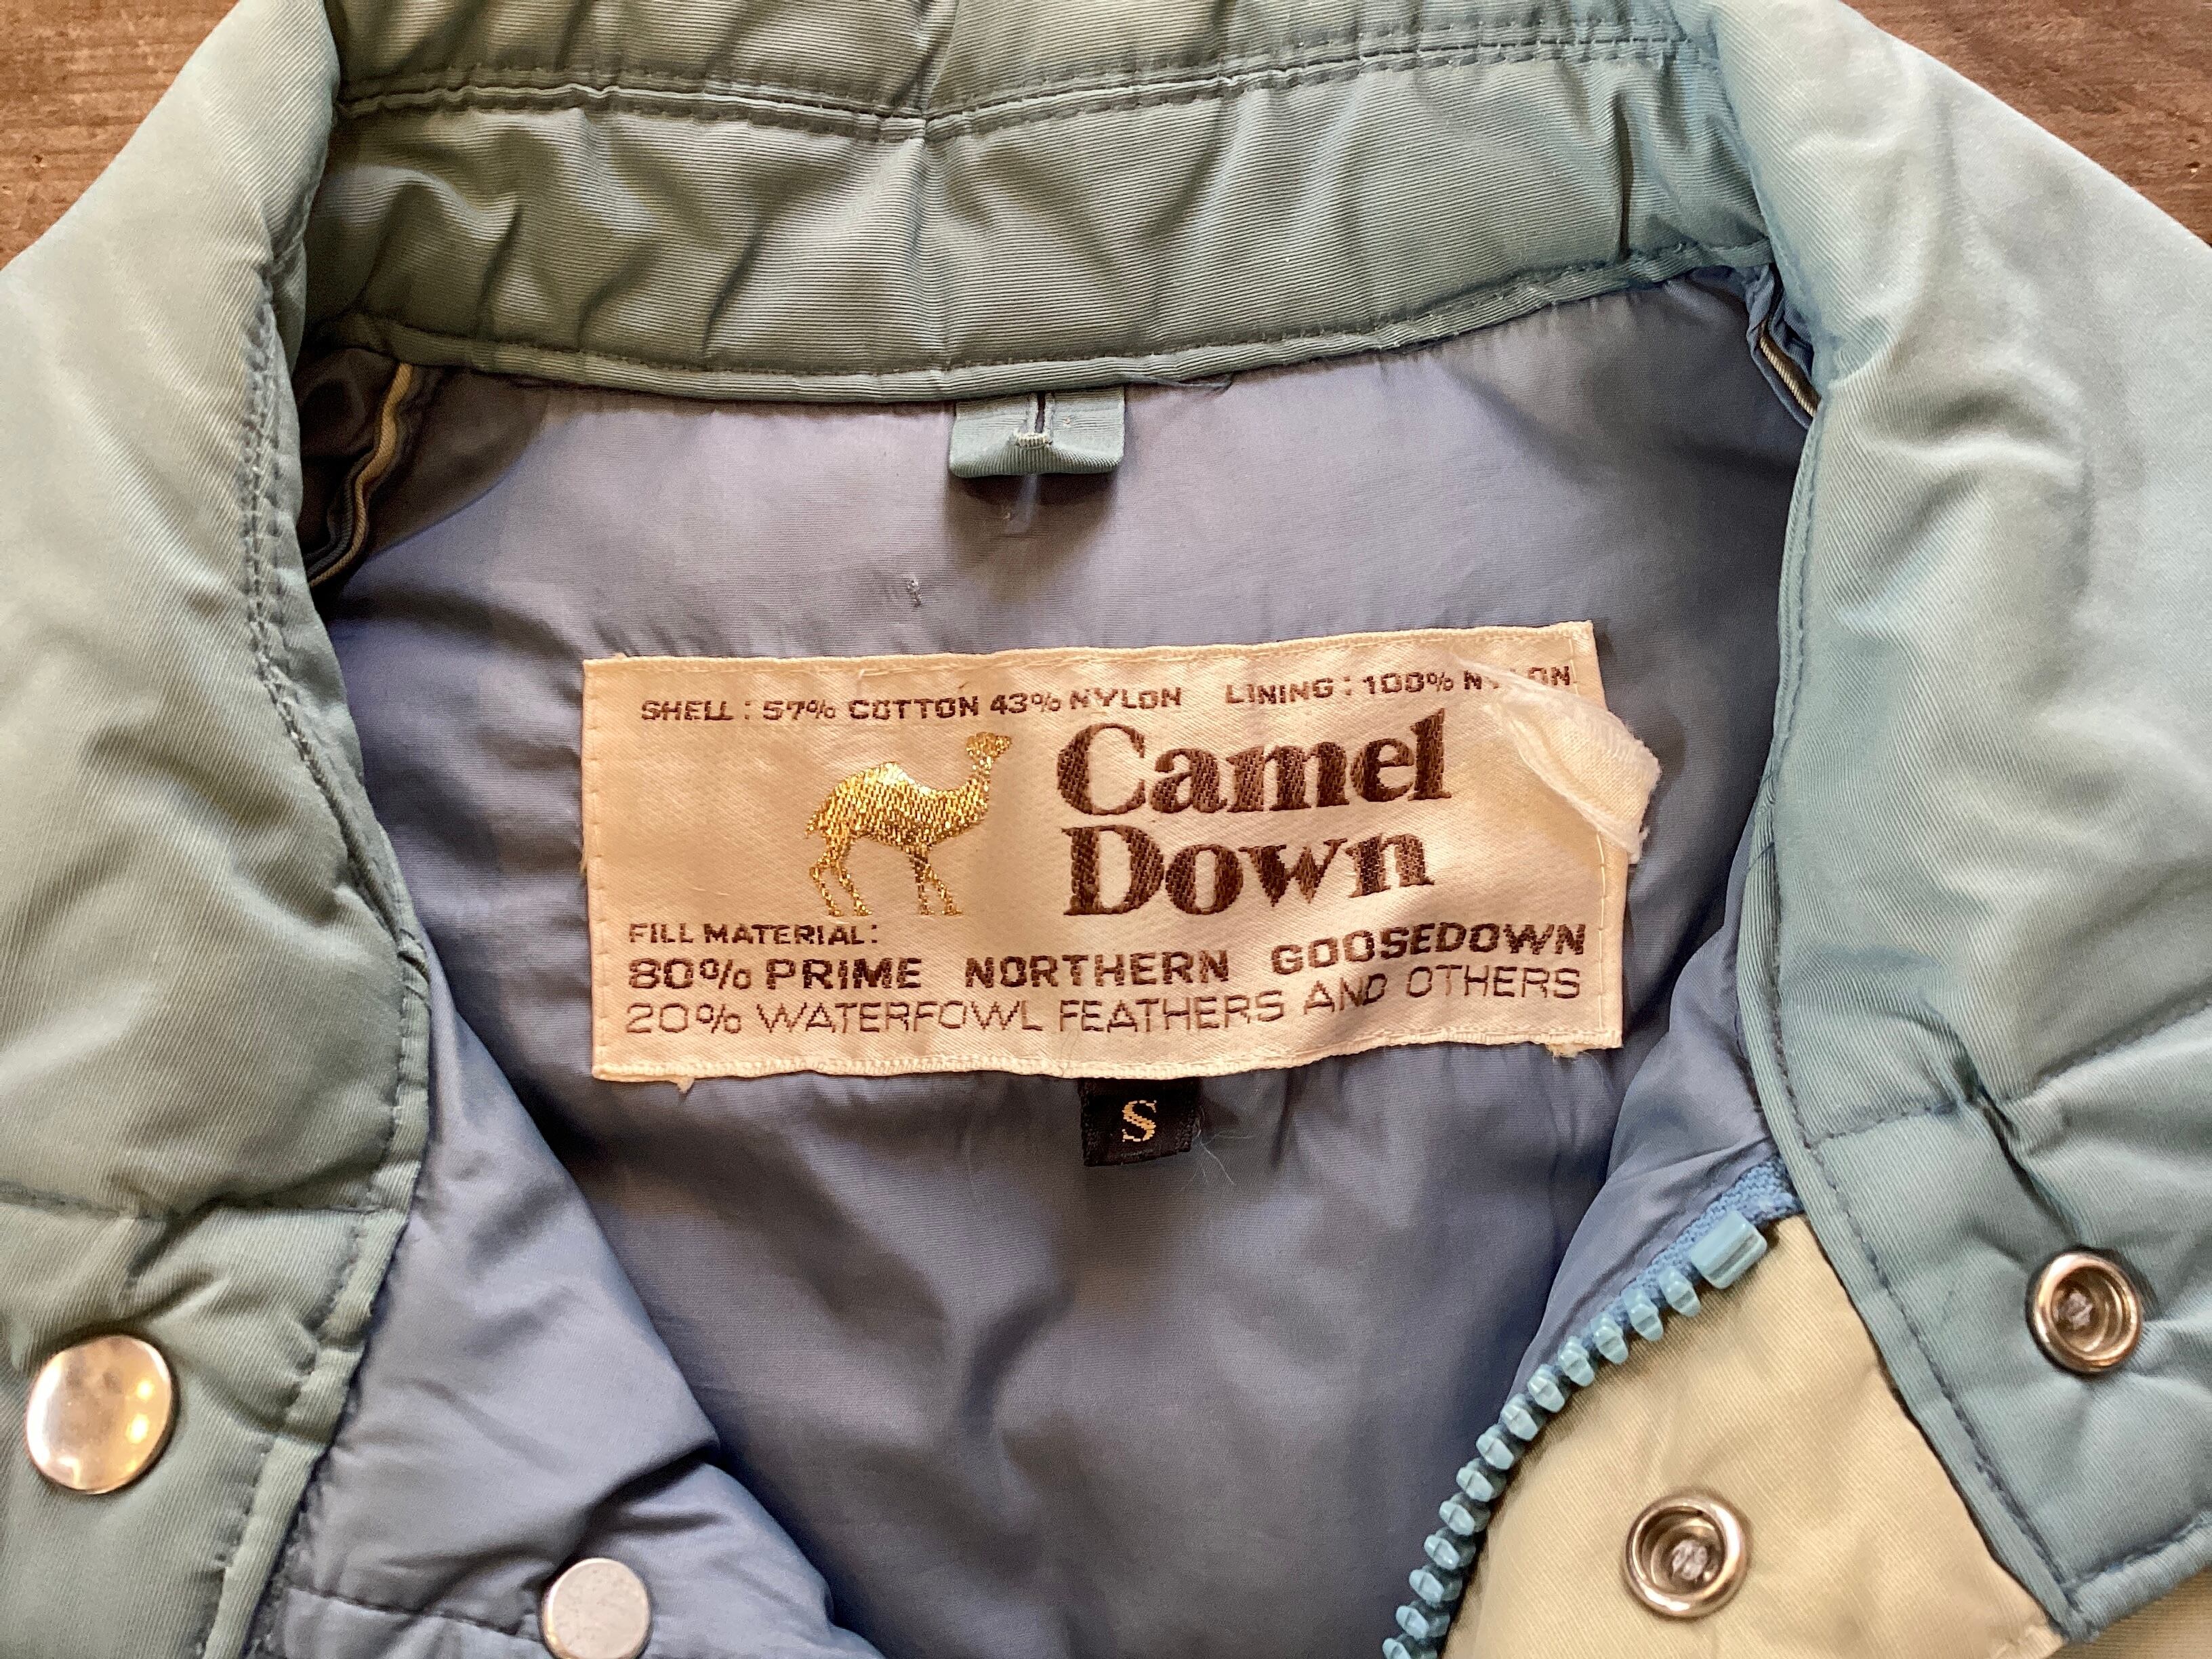 SHELL : 57% COTTON 43% NYLON LINING : 100% NYLON
Camel
Down
FILL MATERIAL:
80% PRIME NORTHERN GOOSEDOWN
20% WATERFOWL FEATHERS AND OTHERS
S